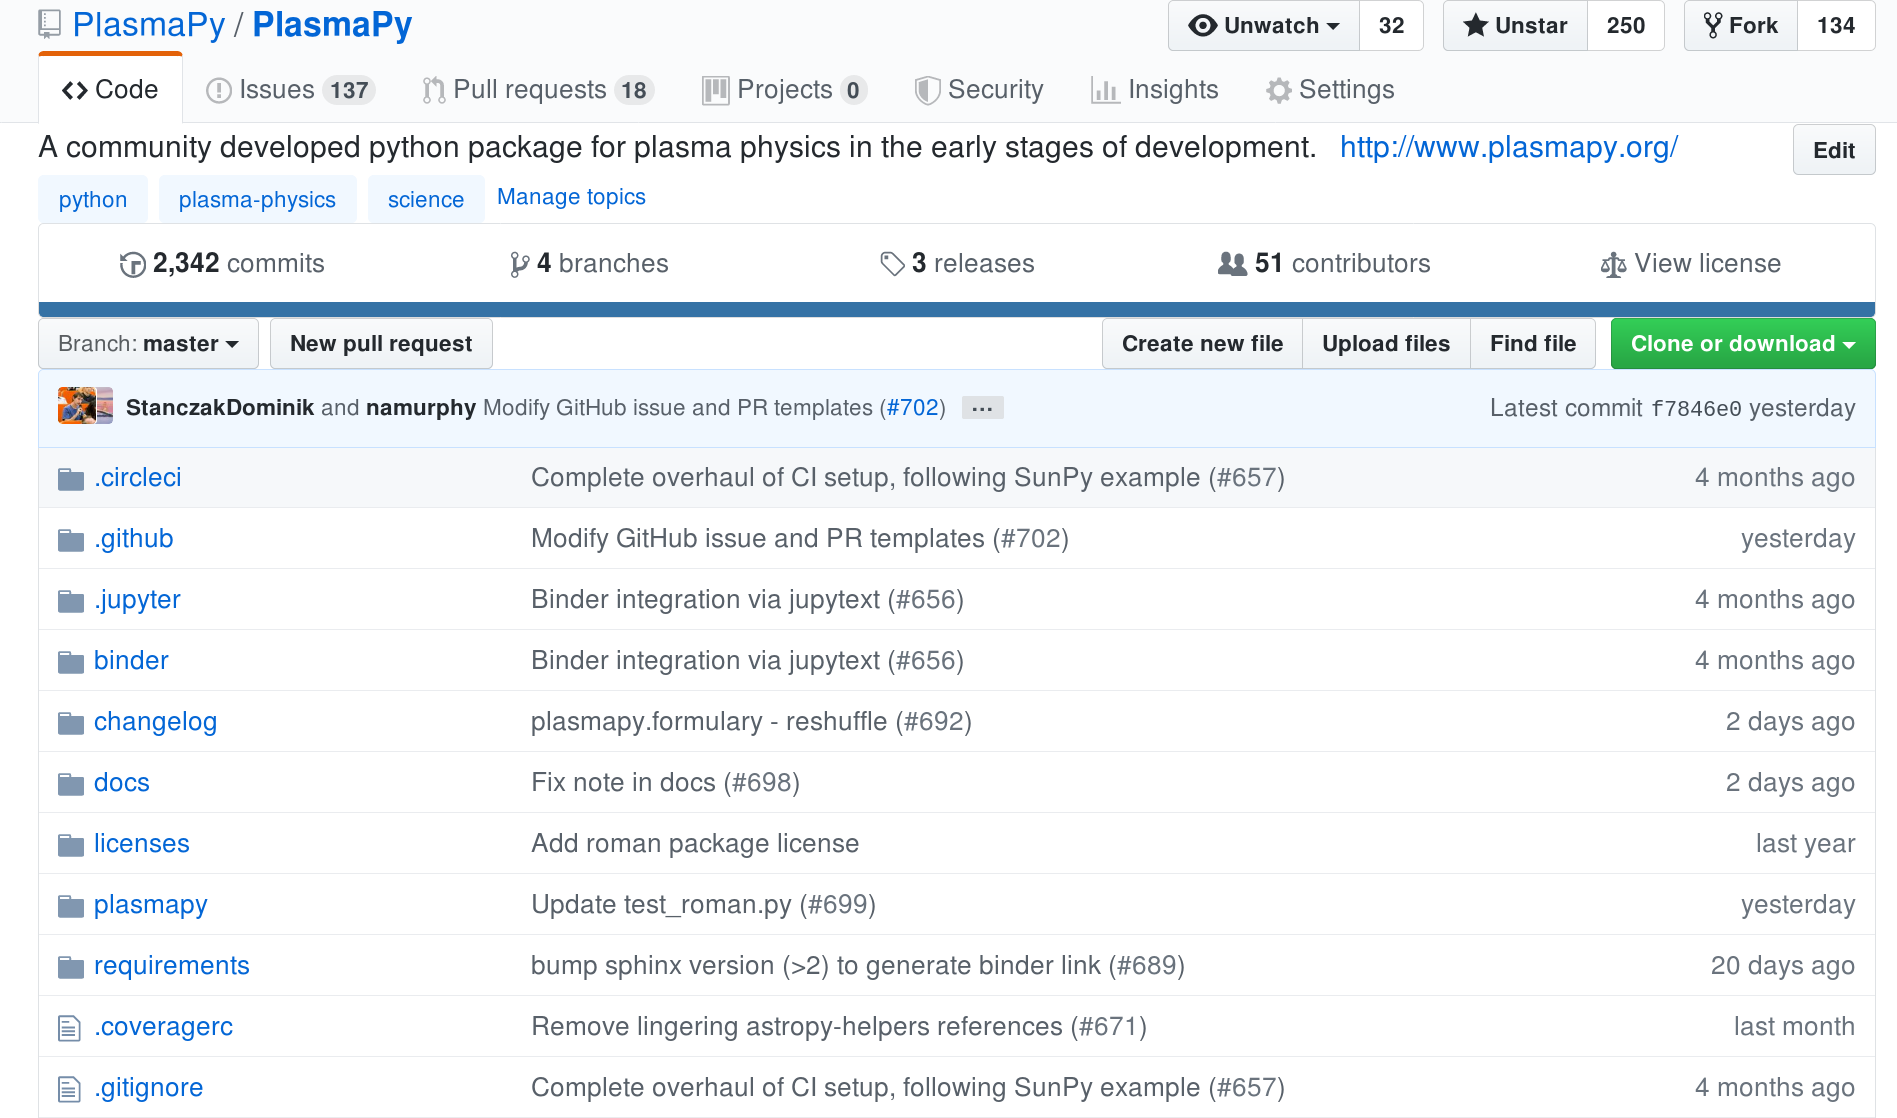 PlasmaPy / PlasmaPy Unwatch 32 Unstar 250 Fork 134
Code Issues 137 Pull requests 18 Projects 0 Security Insights Settings
A community developed python package for plasma physics in the early stages of development. http://www.plasmapy.org/ Edit
python plasma-physics science Manage topics
2,342 commits 4 branches 3 releases 51 contributors View license
Branch: master New pull request Create new file Upload files Find file Clone or download
StanczakDominik and namurphy Modify GitHub issue and PR templates (#702) ... Latest commit f7846e0 yesterday
.circleci Complete overhaul of CI setup, following SunPy example (#657) 4 months ago
.github Modify GitHub issue and PR templates (#702) yesterday
.jupyter Binder integration via jupytext (#656) 4 months ago
binder Binder integration via jupytext (#656) 4 months ago
changelog plasmapy.formulary - reshuffle (#692) 2 days ago
docs Fix note in docs (#698) 2 days ago
licenses Add roman package license last year
plasmapy Update test_roman.py (#699) yesterday
requirements bump sphinx version (>2) to generate binder link (#689) 20 days ago
.coveragerc Remove lingering astropy-helpers references (#671) last month
.gitignore Complete overhaul of CI setup, following SunPy example (#657) 4 months ago